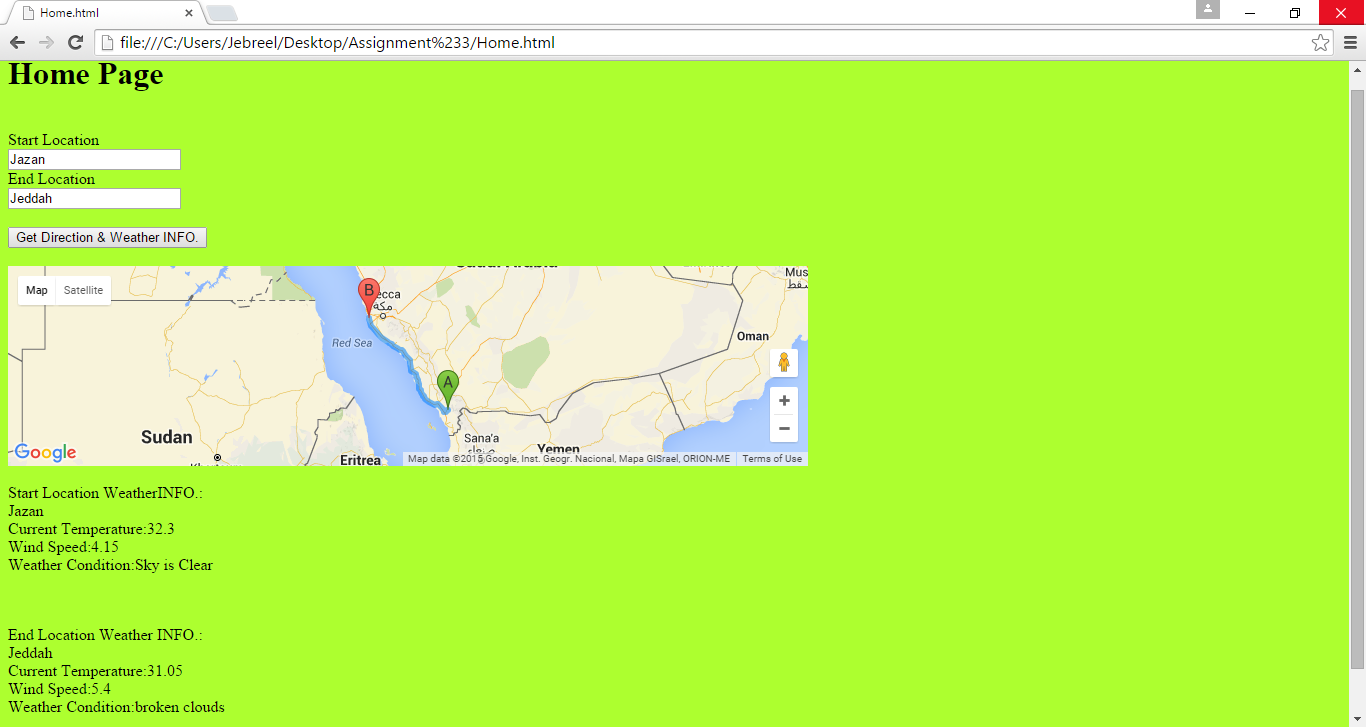 Home.html
file:///C:/Users/Jebreel/Desktop/Assignment%233/Home.html
Home Page
Start Location
Jazan
End Location
Jeddah
Get Direction & Weather INFO.
Map
Satellite
B
ecca
مكة
Mus
Red Sea
Oman
A
Sudan
Sana'a
Yemen
Eritrea
Google
Map data ©2015 Google, Inst. Geogr. Nacional, Mapa GISrael, ORION-ME
Terms of Use
Start Location WeatherINFO.:
Jazan
Current Temperature:32.3
Wind Speed:4.15
Weather Condition:Sky is Clear
End Location Weather INFO.:
Jeddah
Current Temperature:31.05
Wind Speed:5.4
Weather Condition:broken clouds